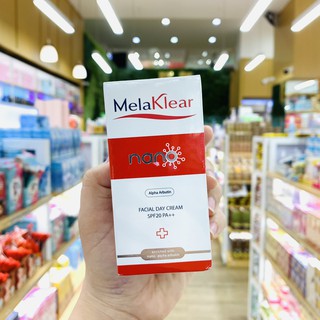 MelaKlear
nano
Alpha Arbutin
FACIAL DAY CREAM
SPF20 PA++